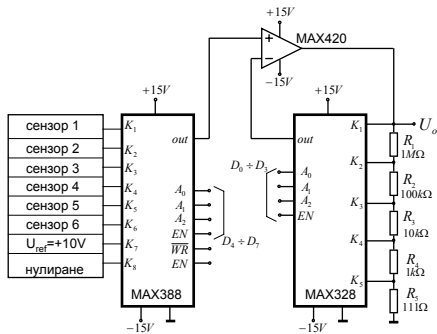 +15V
MAX420
−15V
+15V
+15V
сензор 1
сензор 2
сензор 3
сензор 4
сензор 5
сензор 6
Uref=+10V
нулиране
K1
K2
K3
K4
K5
K6
K7
K8
out
A0
A1
A2
EN
WR
EN
D4 ÷ D7
MAX388
−15V
D0 ÷ D3
out
A0
A1
A2
EN
K1
K2
K3
K4
K5
MAX328
−15V
Uo
R1
1MΩ
R2
100kΩ
R3
10kΩ
R4
1kΩ
R5
111Ω